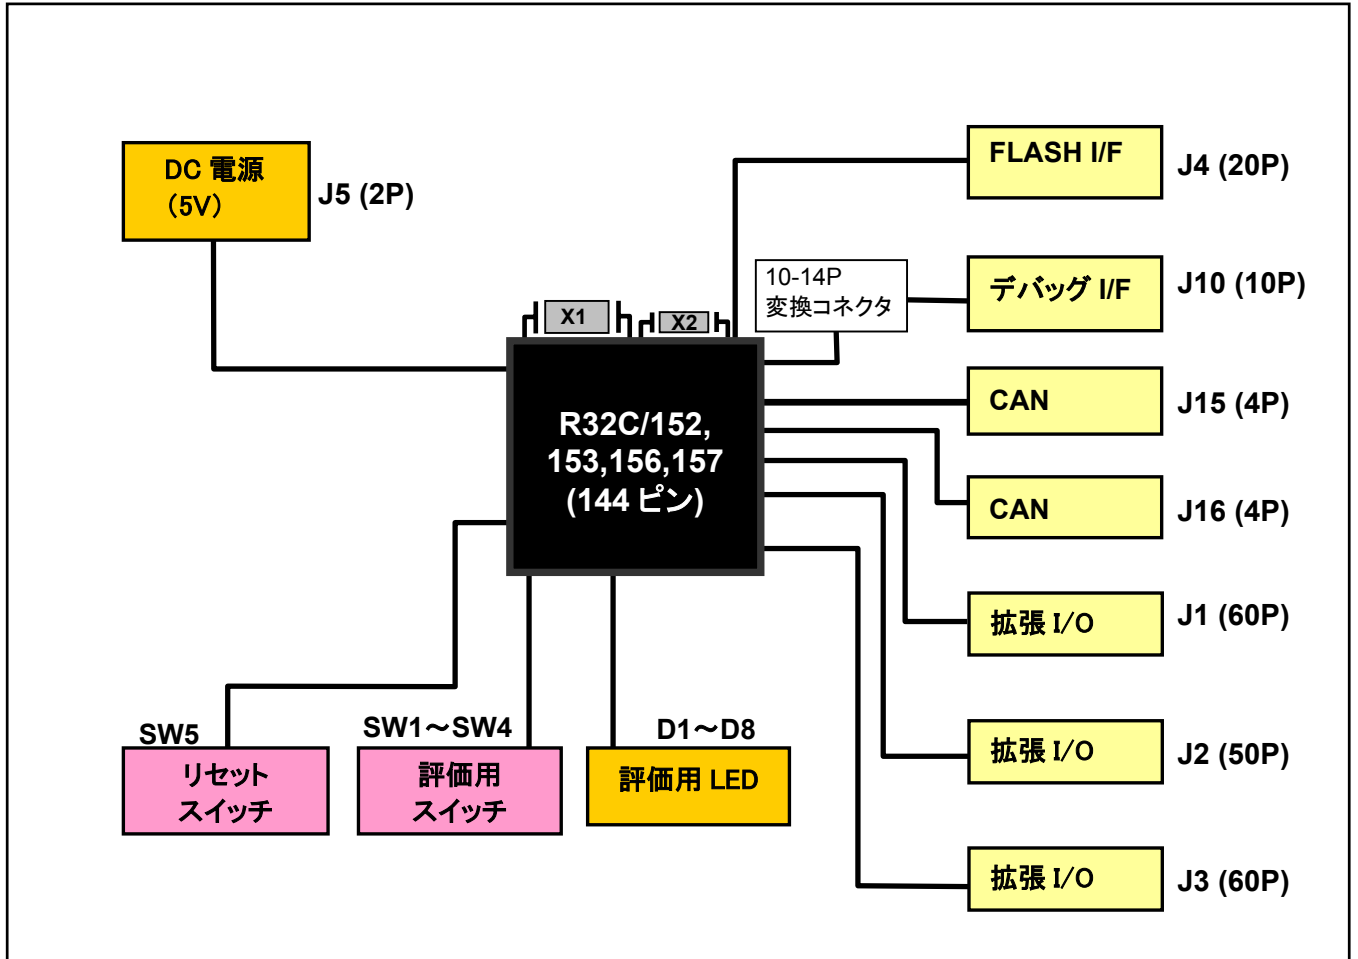 DC 電源
（5V）
J5 (2P)
FLASH I/F
J4 (20P)
10-14P
変換コネクタ
デバッグ I/F
J10 (10P)
X1
X2
CAN
J15 (4P)
R32C/152,
153,156,157
(144 ピン)
CAN
J16 (4P)
拡張 I/O
J1 (60P)
SW5
リセット
スイッチ
SW1～SW4
評価用
スイッチ
D1～D8
評価用 LED
拡張 I/O
J2 (50P)
拡張 I/O
J3 (60P)